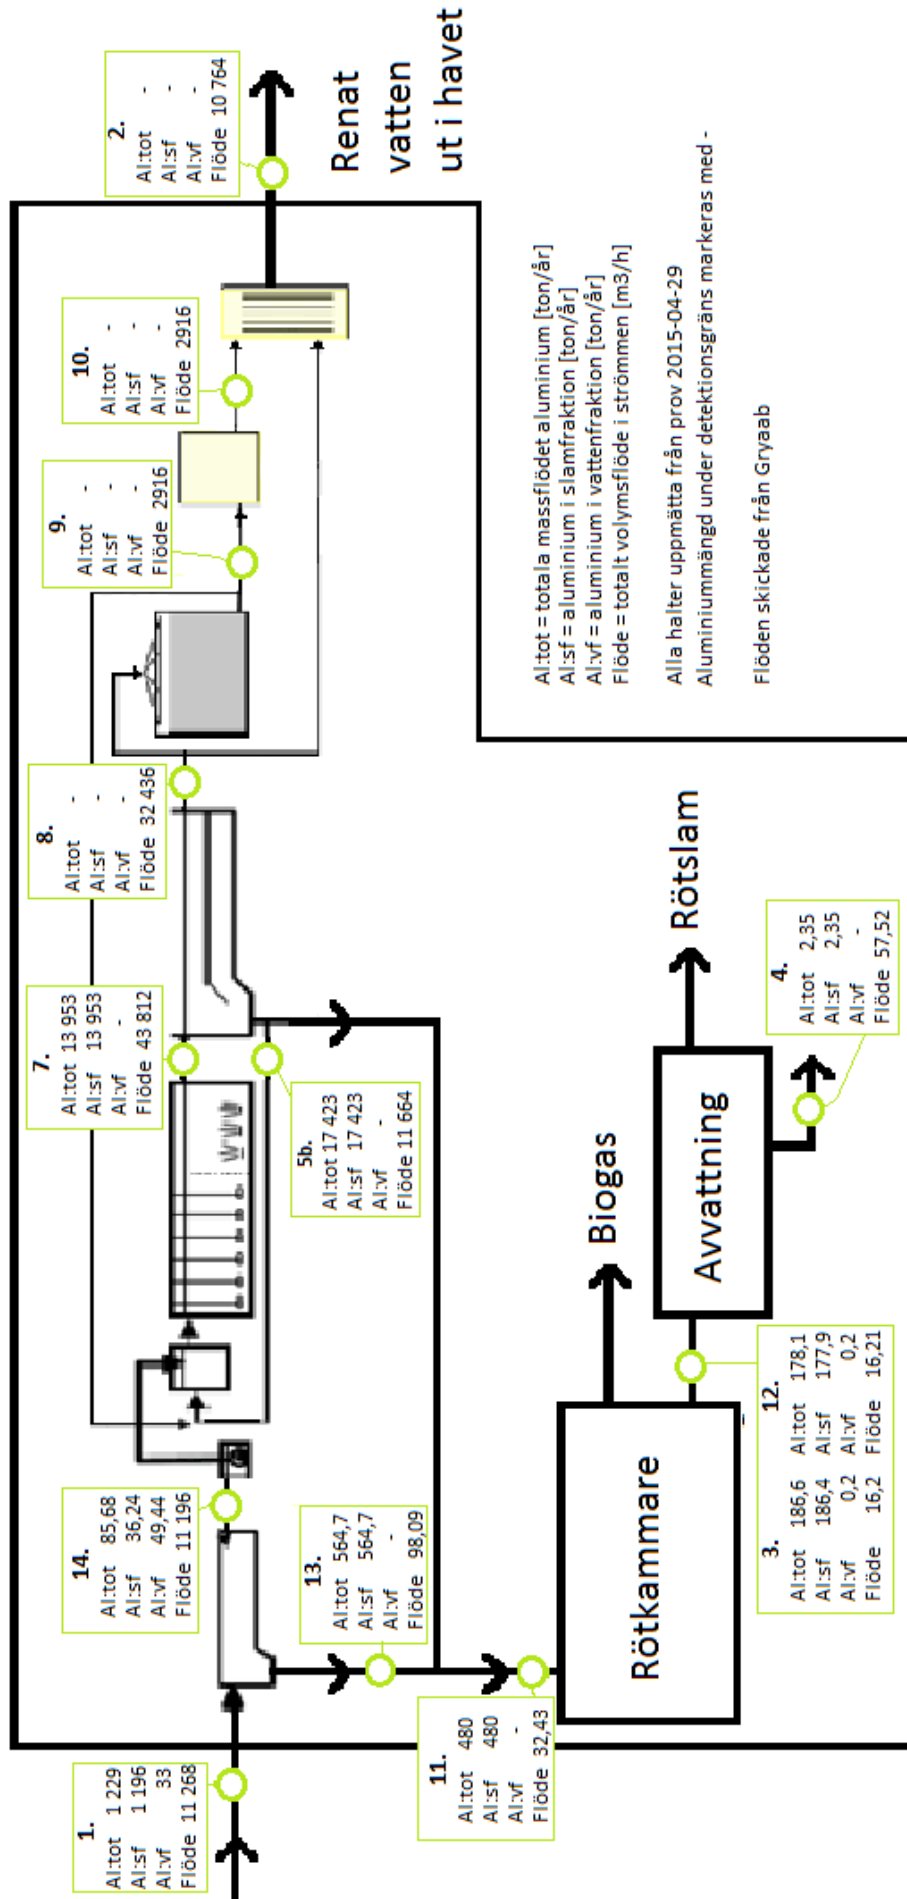 1.
Al:tot 1 229
Al:sf 1 196
Al:vf 33
Flöde 11 268
14.
Al:tot 85,68
Al:sf 36,24
Al:vf 49,44
Flöde 11 196
7.
Al:tot 13 953
Al:sf 13 953
Al:vf -
Flöde 43 812
8.
Al:tot -
Al:sf -
Al:vf -
Flöde 32 436
9.
Al:tot -
Al:sf -
Al:vf -
Flöde 2916
10.
Al:tot -
Al:sf -
Al:vf -
Flöde 2916
2.
Al:tot -
Al:sf -
Al:vf -
Flöde 10 764
Renat
vatten
ut i havet
13.
Al:tot 564,7
Al:sf 564,7
Al:vf -
Flöde 98,09
5b.
Al:tot 17 423
Al:sf 17 423
Al:vf -
Flöde 11 664
11.
Al:tot 480
Al:sf 480
Al:vf -
Flöde 32,43
Rötkammare
Biogas
3.
Al:tot 186,6
Al:sf 186,4
Al:vf 0,2
Flöde 16,2
12.
Al:tot 178,1
Al:sf 177,9
Al:vf 0,2
Flöde 16,21
Avvattning
Rötslam
4.
Al:tot 2,35
Al:sf 2,35
Al:vf -
Flöde 57,52
Al:tot = totala massflödet aluminium [ton/år]
Al:sf = aluminium i slamfraktion [ton/år]
Al:vf = aluminium i vattenfraktion [ton/år]
Flöde = totalt volymsflöde i strömmen [m3/h]
Alla halter uppmätta från prov 2015-04-29
Aluminiummängd under detektionsgräns markeras med -
Flöden skickade från Gryaab